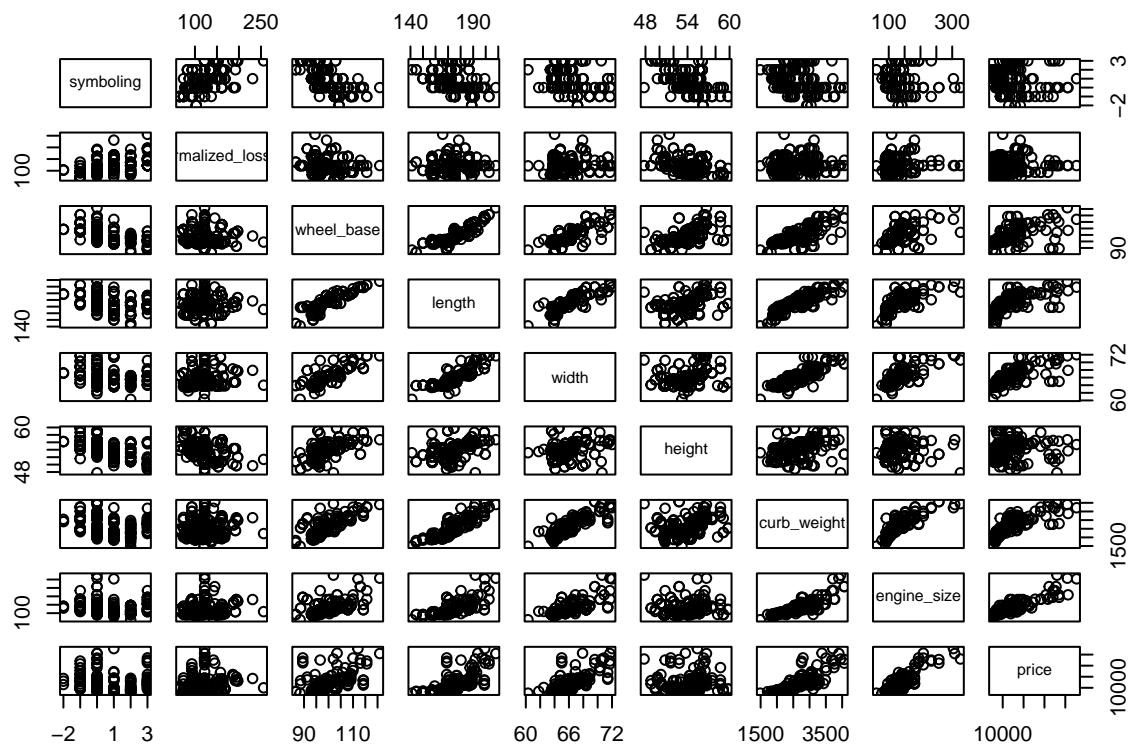 100 250
140 190
48 54 60
100 300
symboling
−2 3
100
rmalized_loss
wheel_base
90
140
length
width
60 72
48 60
height
curb_weight
1500
100
engine_size
price
10000
−2 1 3
90 110
60 66 72
1500 3500
10000